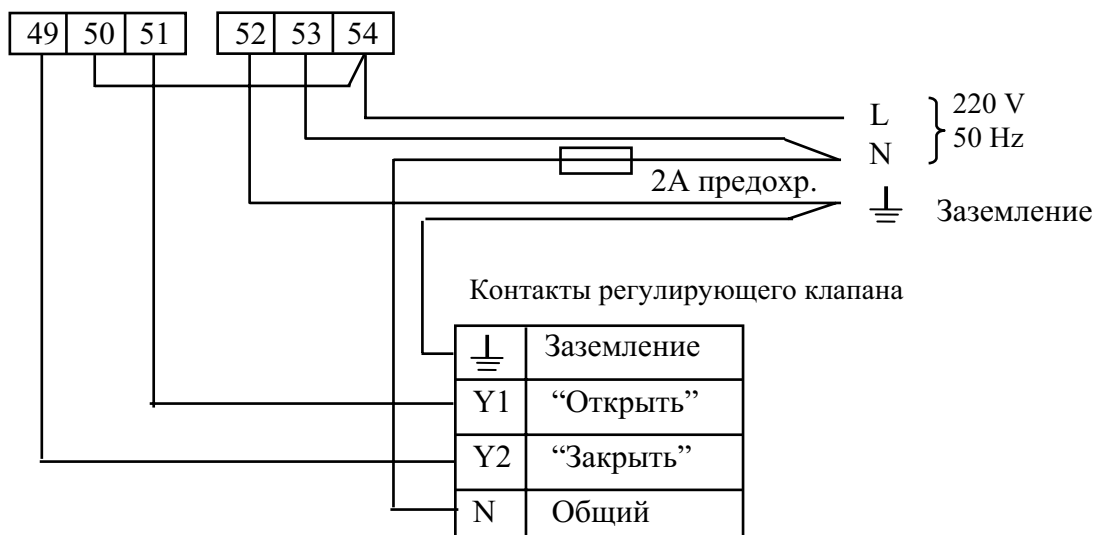 49 50 51 52 53 54
L 220 V
N 50 Hz
2А предохр.
Заземление
Контакты регулирующего клапана
Заземление
Y1 “Открыть”
Y2 “Закрыть”
N Общий